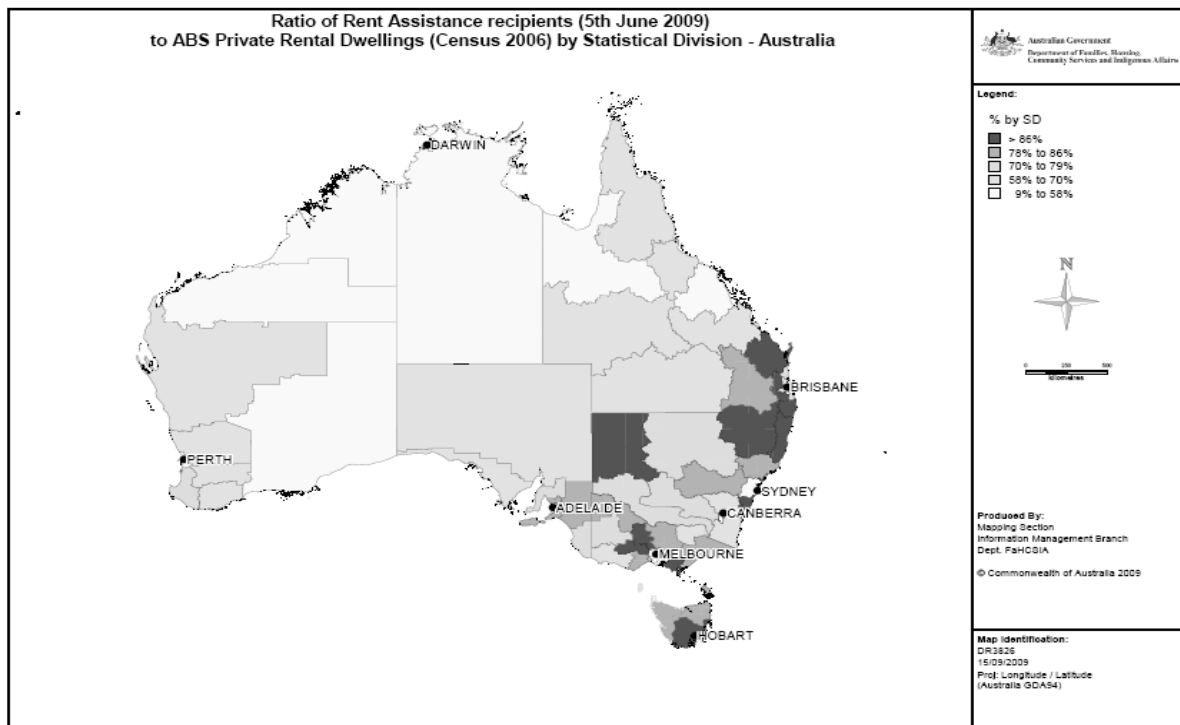 Ratio of Rent Assistance recipients (5th June 2009)
to ABS Private Rental Dwellings (Census 2006) by Statistical Division - Australia
Australian Government
Department of Families, Housing,
Community Services and Indigenous Affairs
Legend:
% by SD
> 86%
78% to 86%
70% to 79%
58% to 70%
9% to 58%
N
0 250 500
kilometres
DARWIN
BRISBANE
PERTH
SYDNEY
ADELAIDE
CANBERRA
MELBOURNE
HOBART
Produced By:
Mapping Section
Information Management Branch
Dept. FaHCSIA
© Commonwealth of Australia 2009
Map Identification:
DR3826
15/09/2009
Proj: Longitude / Latitude
(Australia GDA94)